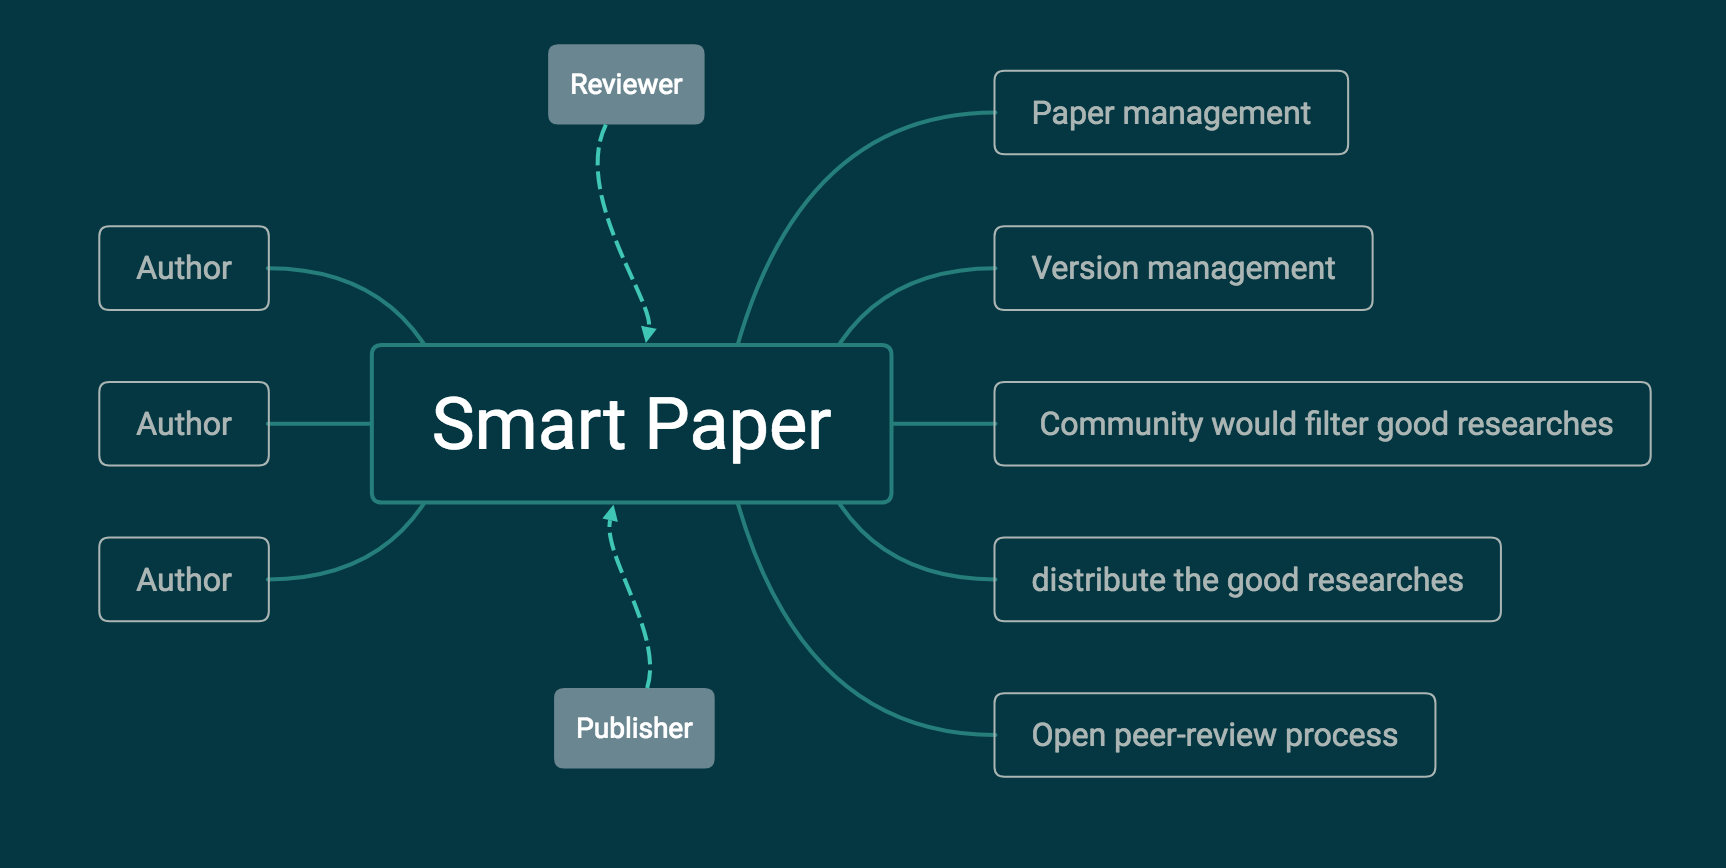 Reviewer
Paper management
Author
Version management
Author
Smart Paper
Community would filter good researches
Author
distribute the good researches
Publisher
Open peer-review process